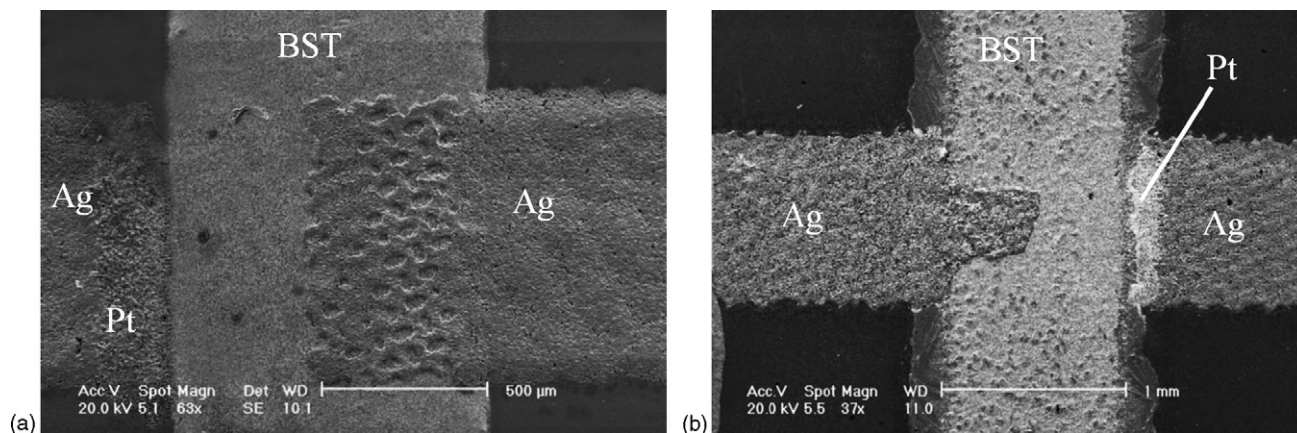 BST
Ag
Ag
Pt
Acc.V Spot Magn Det WD
20.0 kV 5.1 63x SE 10.1
500 µm
(a)
BST
Pt
Ag
Ag
Acc.V Spot Magn Det WD
20.0 kV 5.5 37x SE 11.0
1 mm
(b)